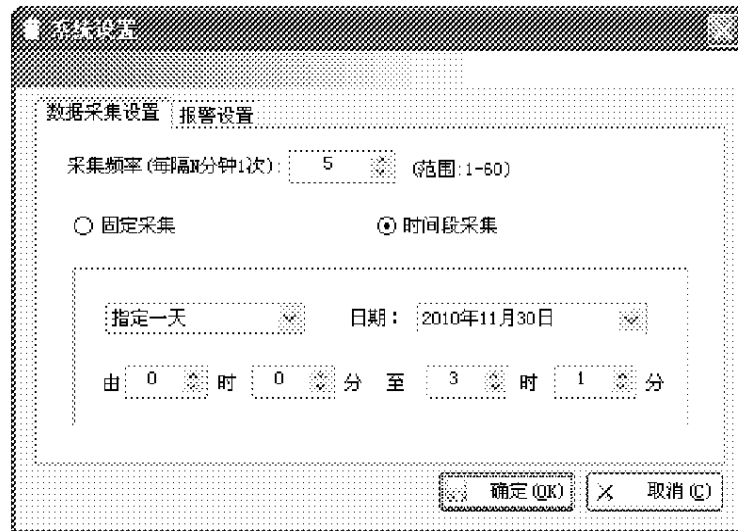 系统设置
数据采集设置 报警设置
采集频率(每隔N分钟1次): 5 (范围:1-60)
固定采集 时间段采集
指定一天 日期： 2010年11月30日
由 0 时 0 分 至 3 时 1 分
确定(OK) 取消(C)